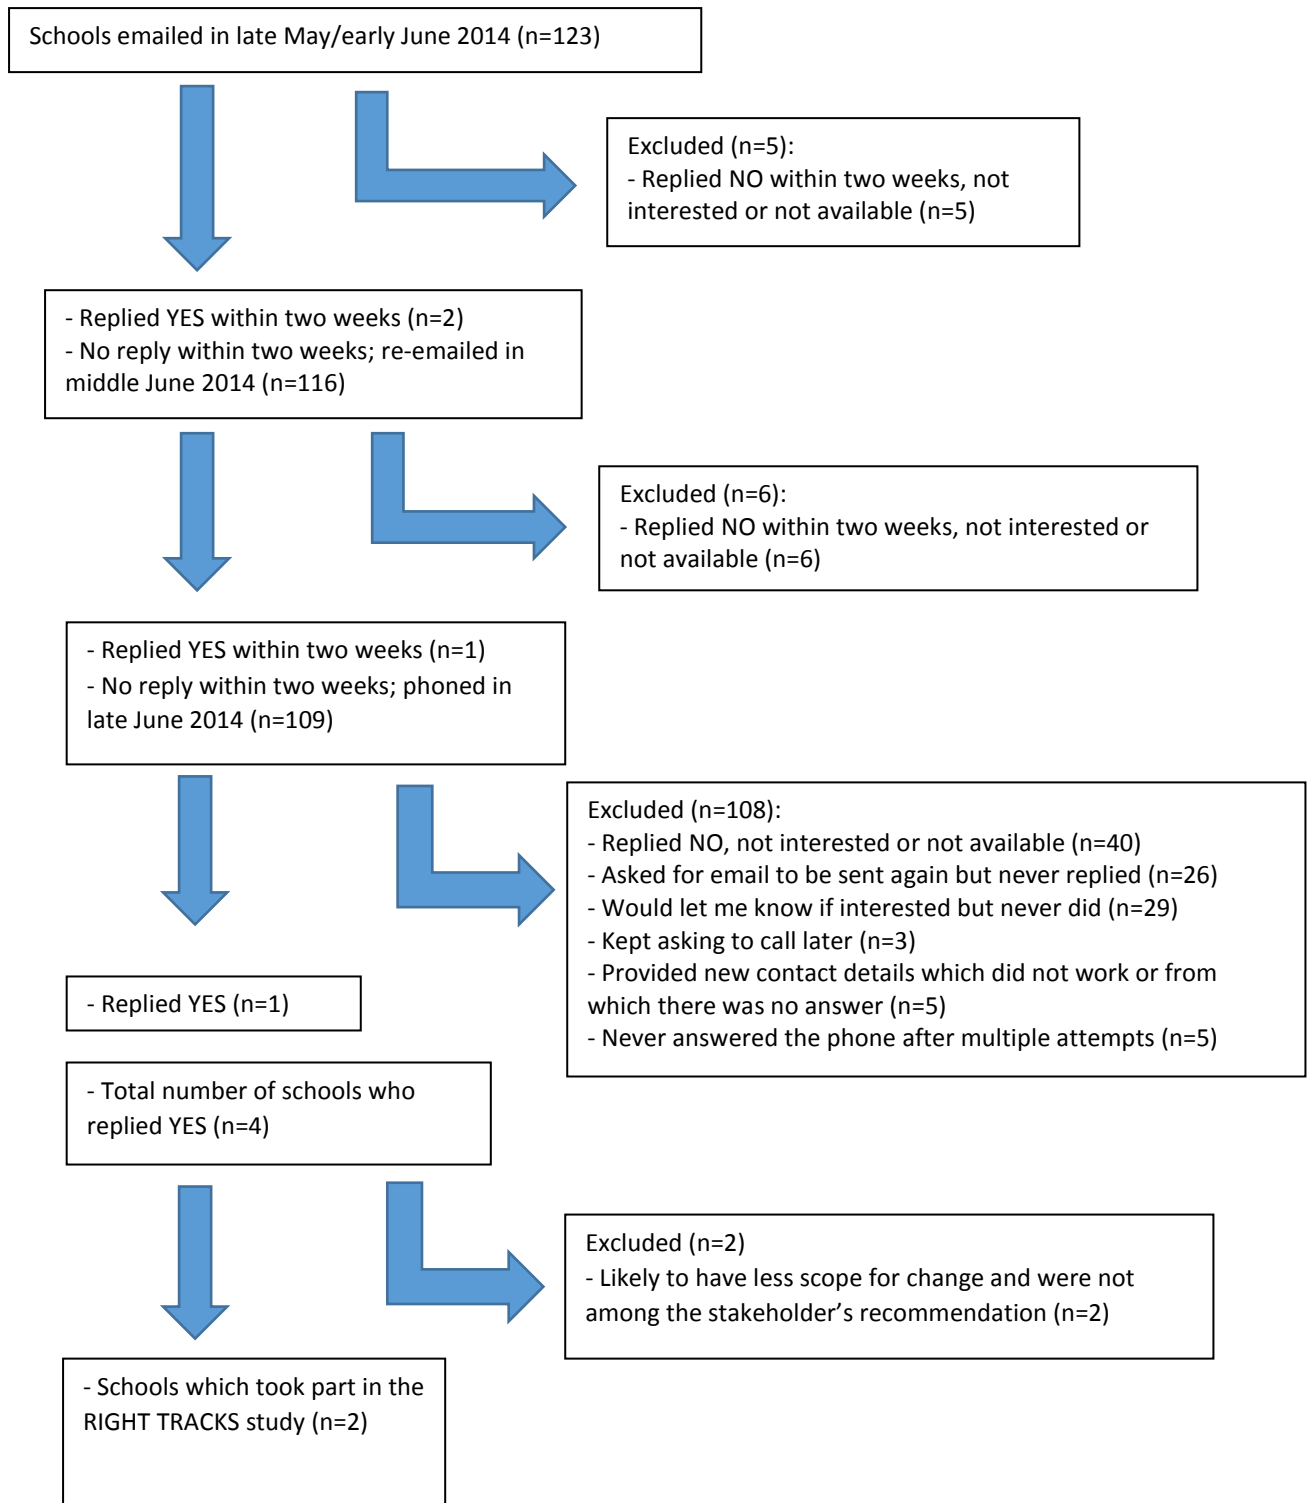 Schools emailed in late May/early June 2014 (n=123)
Excluded (n=5):
- Replied NO within two weeks, not
interested or not available (n=5)
- Replied YES within two weeks (n=2)
- No reply within two weeks; re-emailed in
middle June 2014 (n=116)
Excluded (n=6):
- Replied NO within two weeks, not interested or
not available (n=6)
- Replied YES within two weeks (n=1)
- No reply within two weeks; phoned in
late June 2014 (n=109)
Excluded (n=108):
- Replied NO, not interested or not available (n=40)
- Asked for email to be sent again but never replied (n=26)
- Would let me know if interested but never did (n=29)
- Kept asking to call later (n=3)
- Provided new contact details which did not work or from
which there was no answer (n=5)
- Never answered the phone after multiple attempts (n=5)
- Replied YES (n=1)
- Total number of schools who
replied YES (n=4)
Excluded (n=2)
- Likely to have less scope for change and were not
among the stakeholder’s recommendation (n=2)
- Schools which took part in the
RIGHT TRACKS study (n=2)